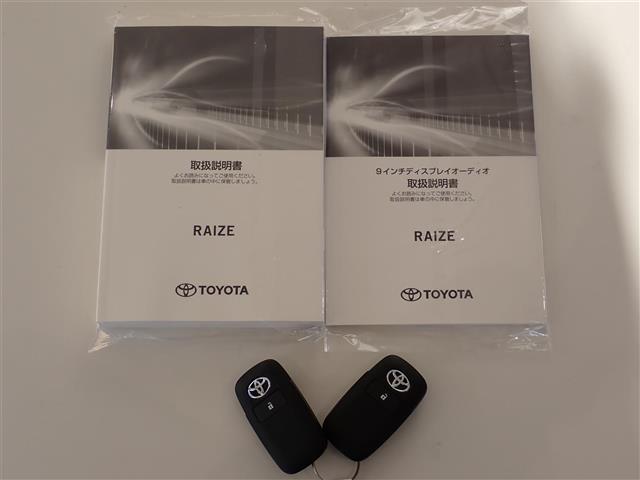 取扱説明書
よくお読みになってご使用ください。
取扱説明書は車の中に保管しましょう。
RAIZE
TOYOTA
9インチディスプレイオーディオ
取扱説明書
よくお読みになってご使用ください。
取扱説明書は車の中に保管しましょう。
RAIZE
TOYOTA